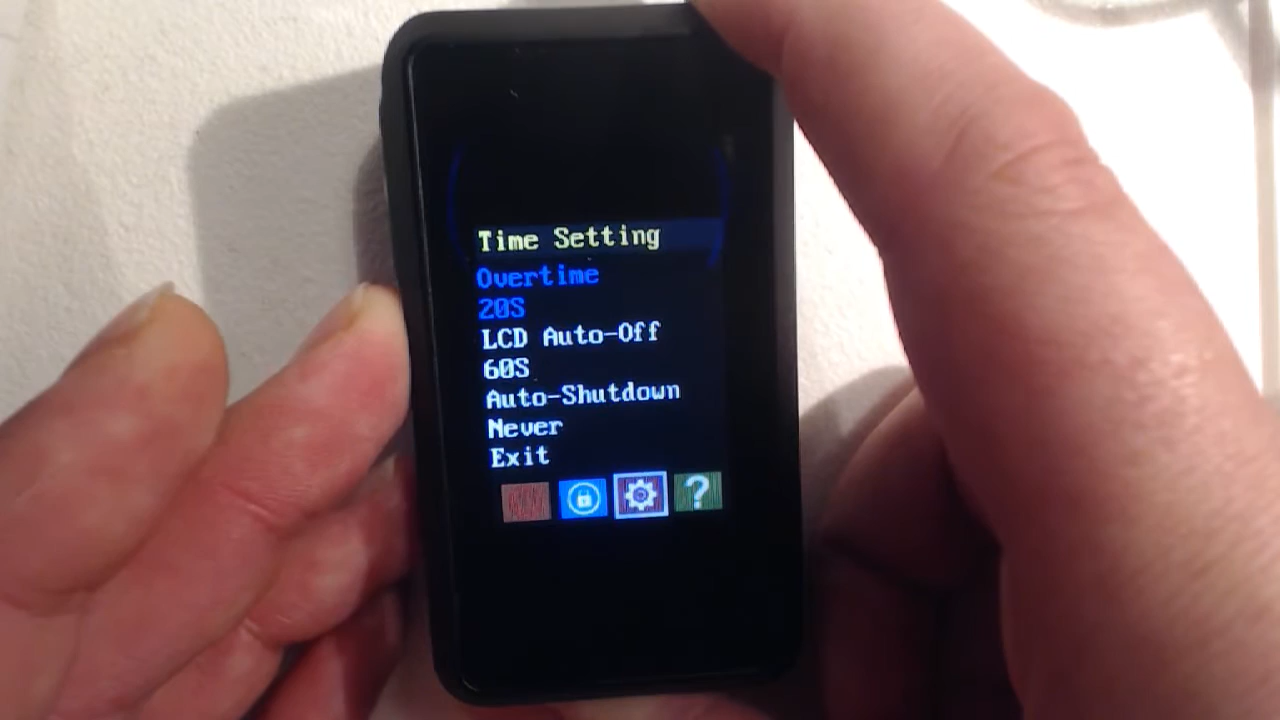 Time Setting
Overtime
20S
LCD Auto-Off
60S
Auto-Shutdown
Never
Exit
?